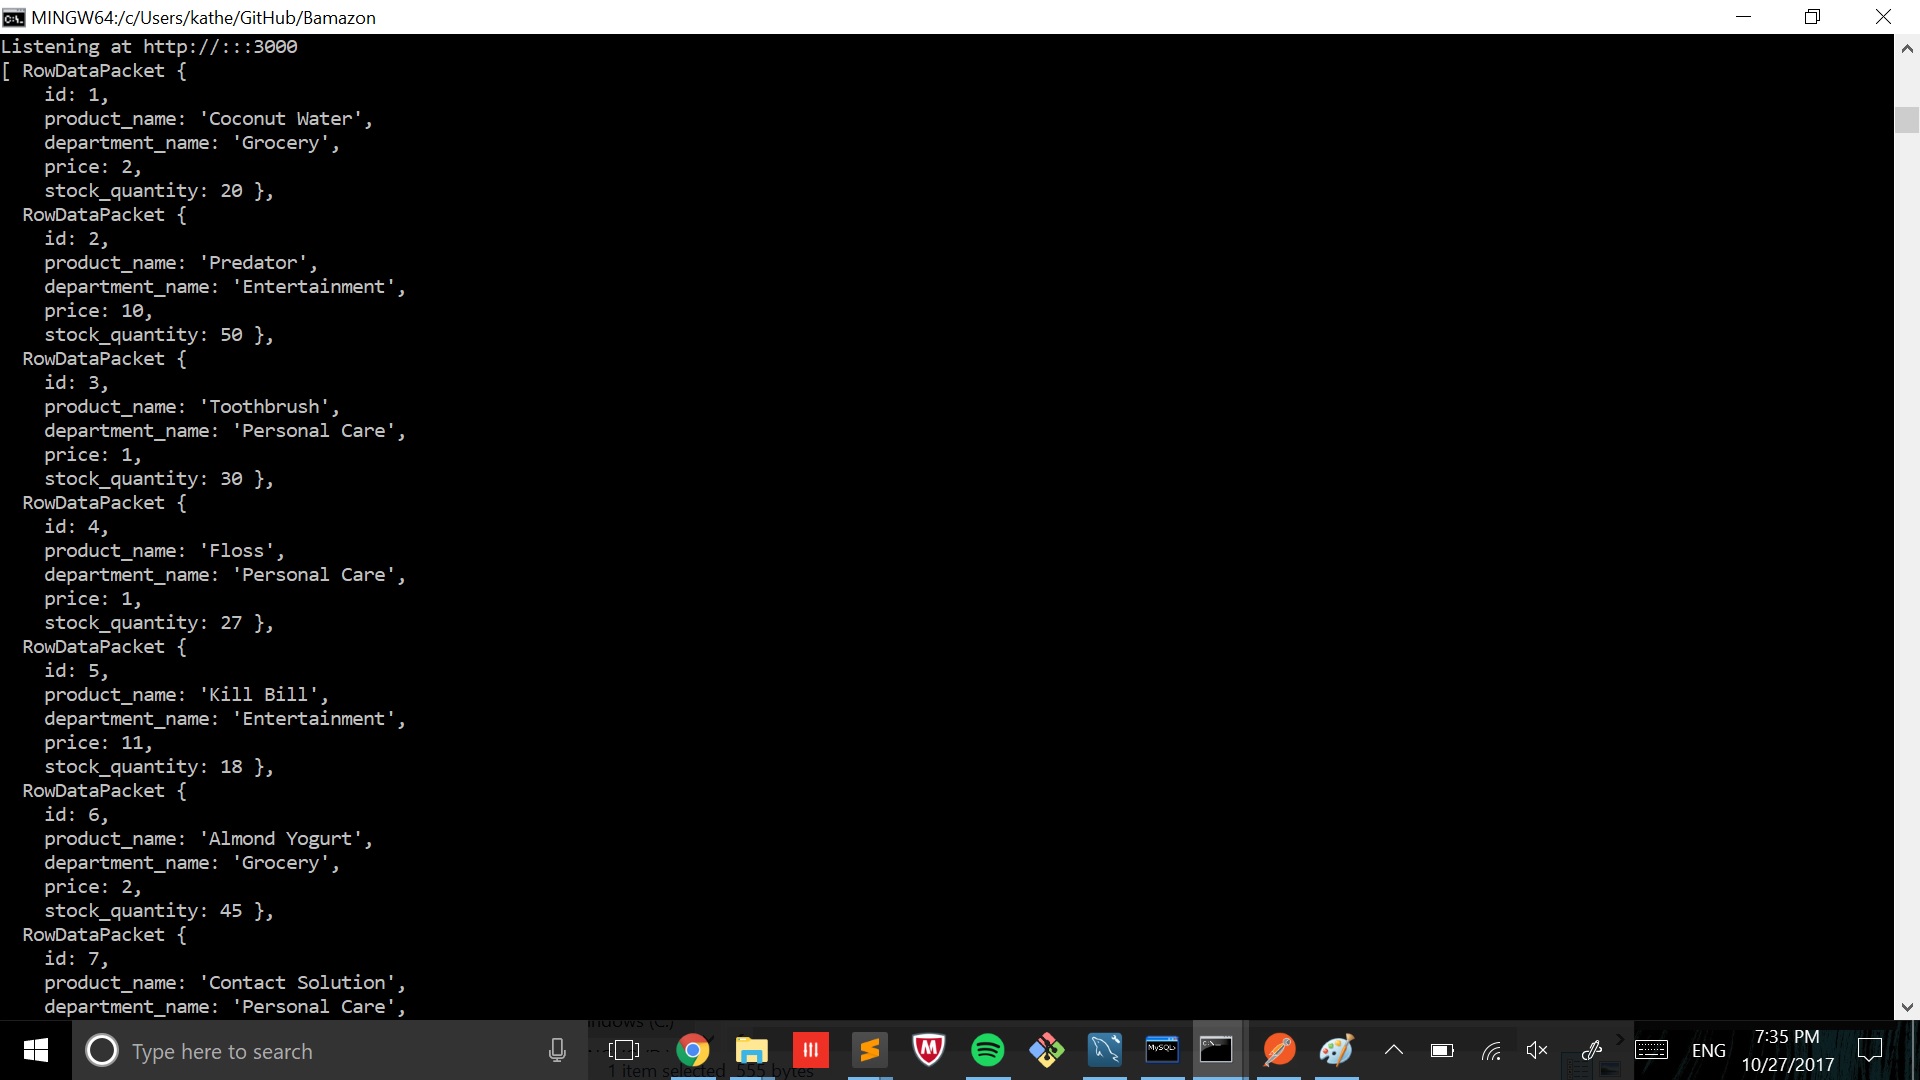 MINGW64:/c/Users/kathe/GitHub/Bamazon
Listening at http://:::3000
[ RowDataPacket {
    id: 1,
    product_name: 'Coconut Water',
    department_name: 'Grocery',
    price: 2,
    stock_quantity: 20 },
  RowDataPacket {
    id: 2,
    product_name: 'Predator',
    department_name: 'Entertainment',
    price: 10,
    stock_quantity: 50 },
  RowDataPacket {
    id: 3,
    product_name: 'Toothbrush',
    department_name: 'Personal Care',
    price: 1,
    stock_quantity: 30 },
  RowDataPacket {
    id: 4,
    product_name: 'Floss',
    department_name: 'Personal Care',
    price: 1,
    stock_quantity: 27 },
  RowDataPacket {
    id: 5,
    product_name: 'Kill Bill',
    department_name: 'Entertainment',
    price: 11,
    stock_quantity: 18 },
  RowDataPacket {
    id: 6,
    product_name: 'Almond Yogurt',
    department_name: 'Grocery',
    price: 2,
    stock_quantity: 45 },
  RowDataPacket {
    id: 7,
    product_name: 'Contact Solution',
    department_name: 'Personal Care',
Type here to search
1 item selected 555 bytes
MySQL
ENG
7:35 PM
10/27/2017